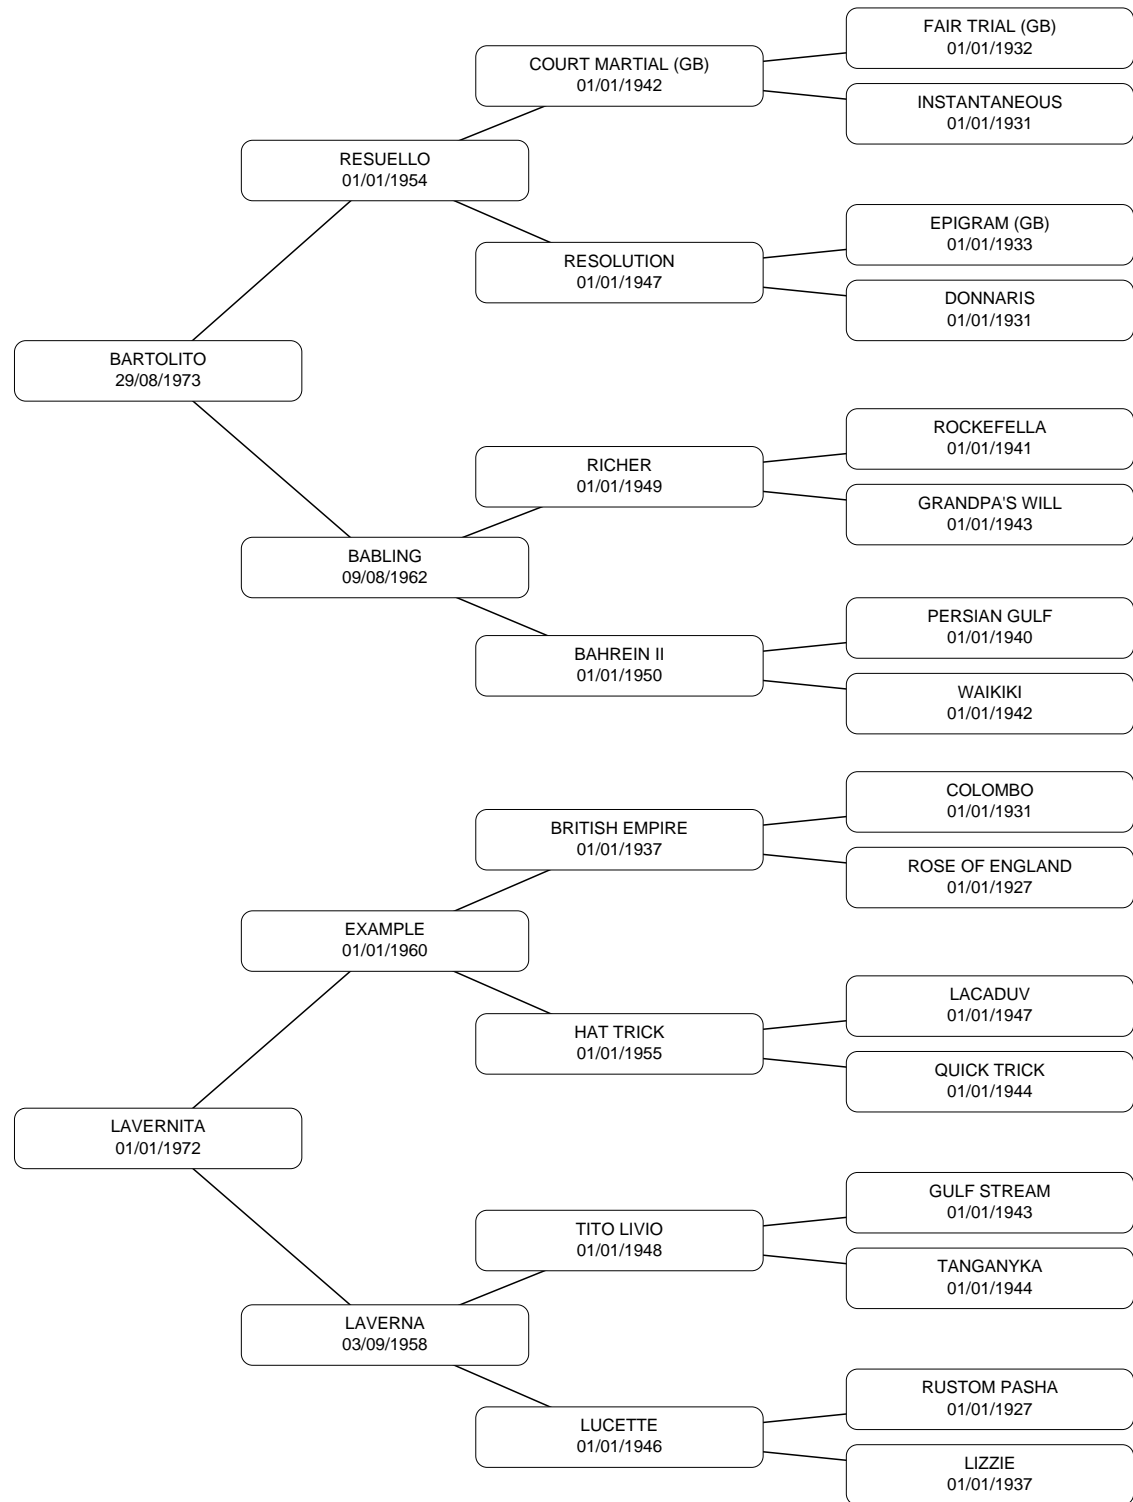 FAIR TRIAL (GB)
01/01/1932
COURT MARTIAL (GB)
01/01/1942
INSTANTANEOUS
01/01/1931
RESUELLO
01/01/1954
EPIGRAM (GB)
01/01/1933
RESOLUTION
01/01/1947
DONNARIS
01/01/1931
BARTOLITO
29/08/1973
ROCKEFELLA
01/01/1941
RICHER
01/01/1949
GRANDPA'S WILL
01/01/1943
BABLING
09/08/1962
PERSIAN GULF
01/01/1940
BAHREIN II
01/01/1950
WAIKIKI
01/01/1942
COLOMBO
01/01/1931
BRITISH EMPIRE
01/01/1937
ROSE OF ENGLAND
01/01/1927
EXAMPLE
01/01/1960
LACADUV
01/01/1947
HAT TRICK
01/01/1955
QUICK TRICK
01/01/1944
LAVERNITA
01/01/1972
GULF STREAM
01/01/1943
TITO LIVIO
01/01/1948
TANGANYKA
01/01/1944
LAVERNA
03/09/1958
RUSTOM PASHA
01/01/1927
LUCETTE
01/01/1946
LIZZIE
01/01/1937